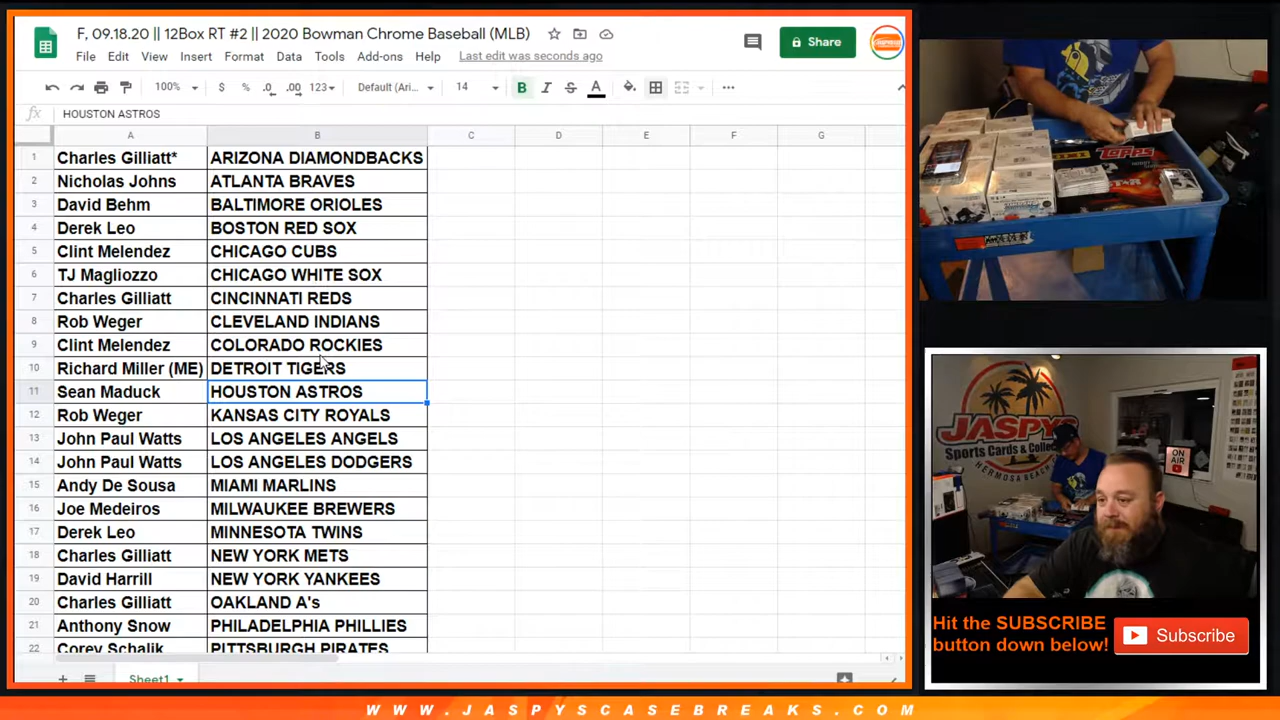 F, 09.18.20 || 12Box RT #2 || 2020 Bowman Chrome Baseball (MLB)
File Edit View Insert Format Data Tools Add-ons Help Last edit was seconds ago
Share
100% $ % .0 .00 123 Default (Ari... 14 B I S A
fx HOUSTON ASTROS
A B C D E F G
1 Charles Gilliatt* ARIZONA DIAMONDBACKS
2 Nicholas Johns ATLANTA BRAVES
3 David Behm BALTIMORE ORIOLES
4 Derek Leo BOSTON RED SOX
5 Clint Melendez CHICAGO CUBS
6 TJ Magliozzo CHICAGO WHITE SOX
7 Charles Gilliatt CINCINNATI REDS
8 Rob Weger CLEVELAND INDIANS
9 Clint Melendez COLORADO ROCKIES
10 Richard Miller (ME) DETROIT TIGERS
11 Sean Maduck HOUSTON ASTROS
12 Rob Weger KANSAS CITY ROYALS
13 John Paul Watts LOS ANGELES ANGELS
14 John Paul Watts LOS ANGELES DODGERS
15 Andy De Sousa MIAMI MARLINS
16 Joe Medeiros MILWAUKEE BREWERS
17 Derek Leo MINNESOTA TWINS
18 Charles Gilliatt NEW YORK METS
19 David Harrill NEW YORK YANKEES
20 Charles Gilliatt OAKLAND A's
21 Anthony Snow PHILADELPHIA PHILLIES
22 Corey Schalik PITTSBURGH PIRATES
Sheet1
TOPPS
JASPYS
Sports Cards & Collec
HERMOSA BEACH
ON AIR
Hit the SUBSCRIBE
button down below!
Subscribe
WWW.JASPYSCASEBREAKS.COM